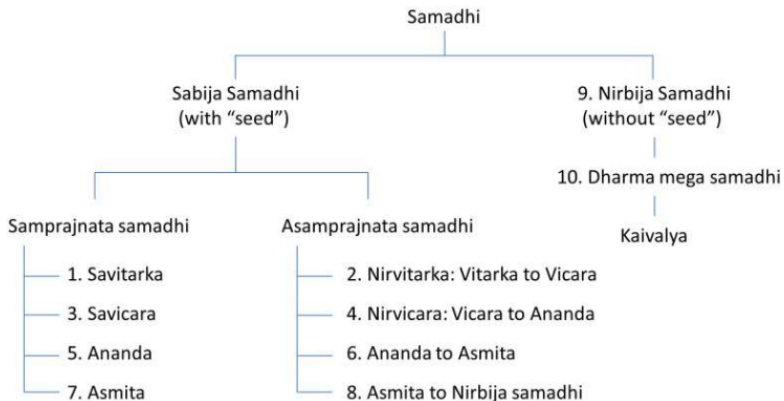 Samadhi
Sabija Samadhi
(with “seed”)
9. Nirbija Samadhi
(without “seed”)
10. Dharma mega samadhi
Kaivalya
Samprajnata samadhi
1. Savitarka
3. Savicara
5. Ananda
7. Asmita
Asamprajnata samadhi
2. Nirvitarka: Vitarka to Vicara
4. Nirvicara: Vicara to Ananda
6. Ananda to Asmita
8. Asmita to Nirbija samadhi